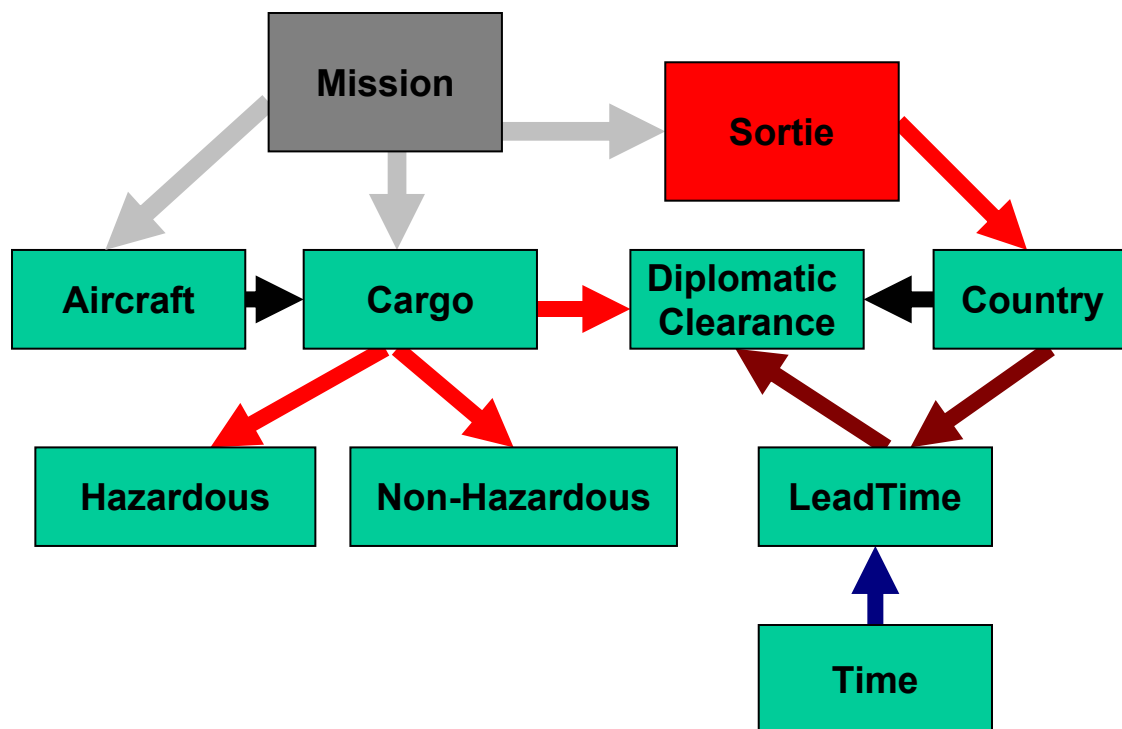 Mission
Sortie
Aircraft
Cargo
Diplomatic
Clearance
Country
Hazardous
Non-Hazardous
LeadTime
Time